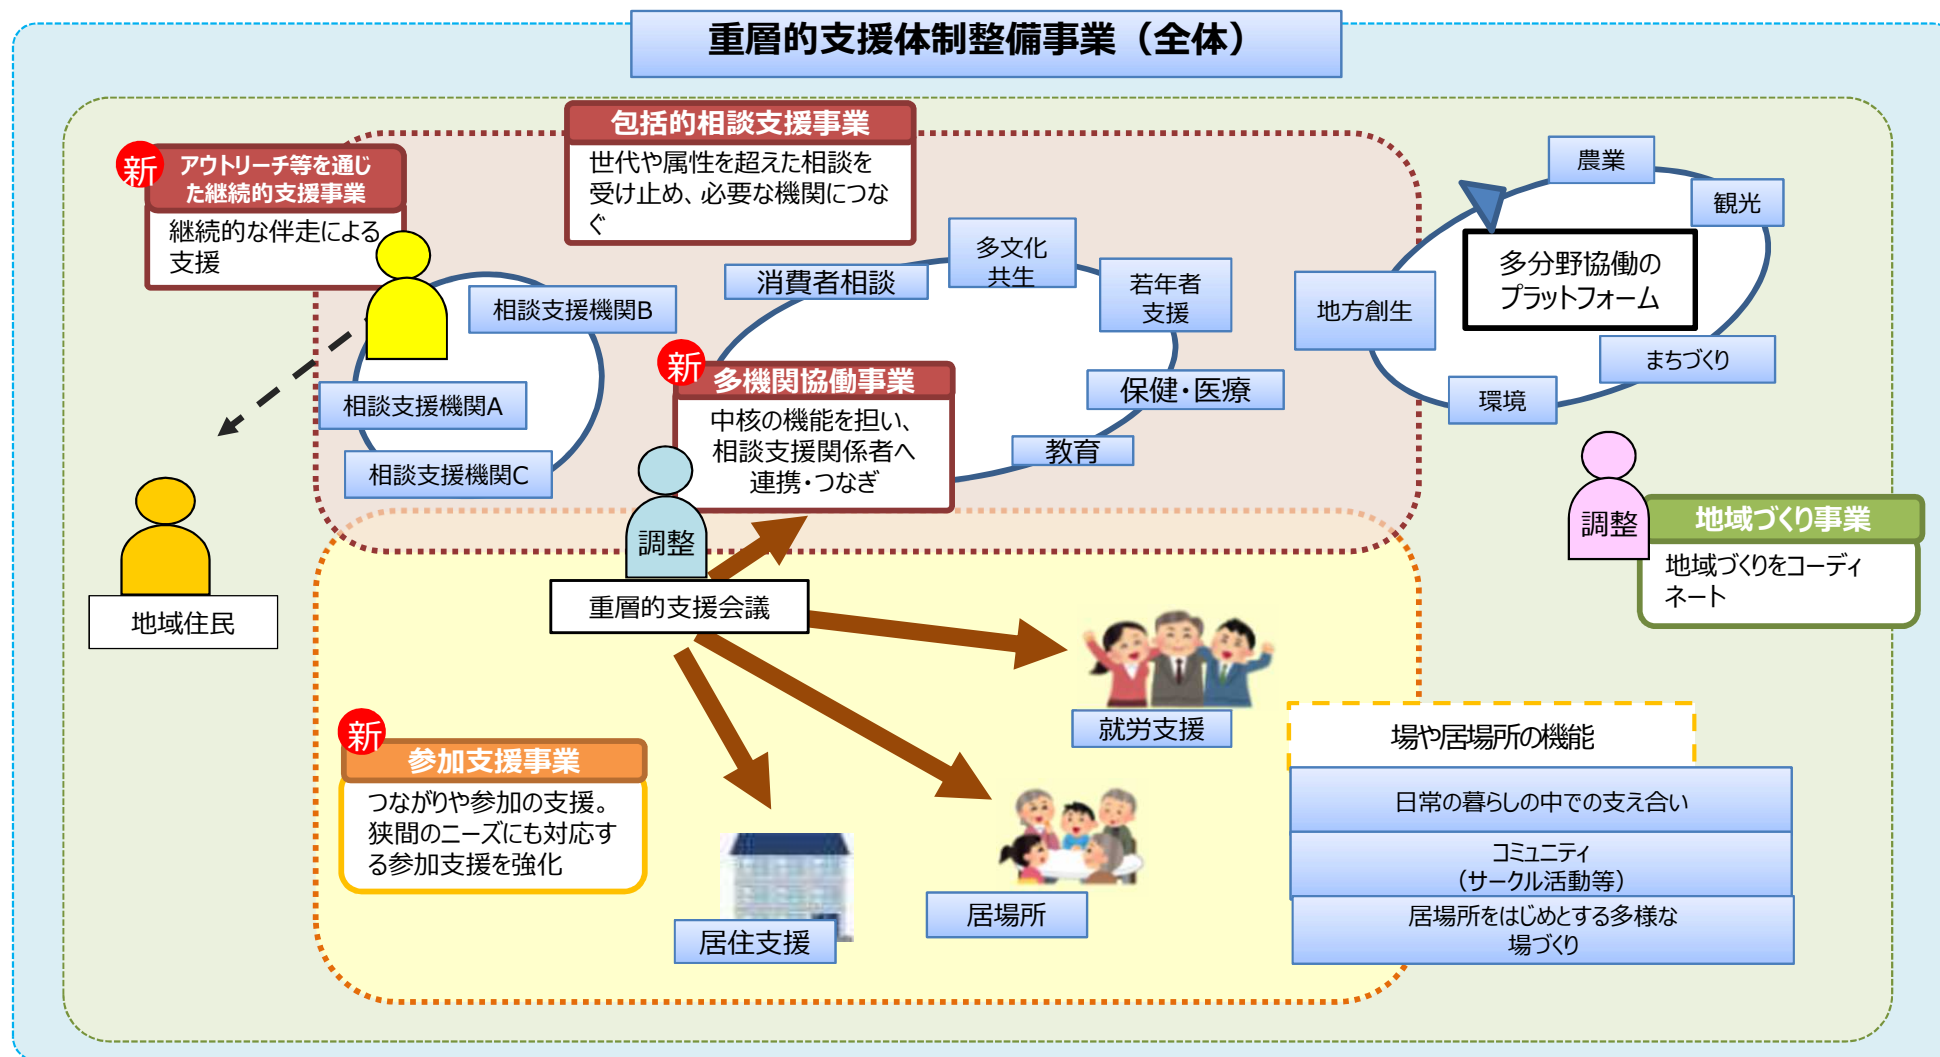 重層的支援体制整備事業（全体）
包括的相談支援事業
世代や属性を超えた相談を
受け止め、必要な機関につな
ぐ
新
アウトリーチ等を通じ
た継続的支援事業
継続的な伴走による
支援
相談支援機関B
相談支援機関A
相談支援機関C
消費者相談
多文化
共生
若年者
支援
保健・医療
教育
新
多機関協働事業
中核の機能を担い、
相談支援関係者へ
連携・つなぎ
農業
観光
多分野協働の
プラットフォーム
地方創生
まちづくり
環境
調整
地域づくり事業
地域づくりをコーディ
ネート
調整
重層的支援会議
地域住民
就労支援
新
参加支援事業
つながりや参加の支援。
狭間のニーズにも対応す
る参加支援を強化
居住支援
居場所
場や居場所の機能
日常の暮らしの中での支え合い
コミュニティ
（サークル活動等）
居場所をはじめとする多様な
場づくり